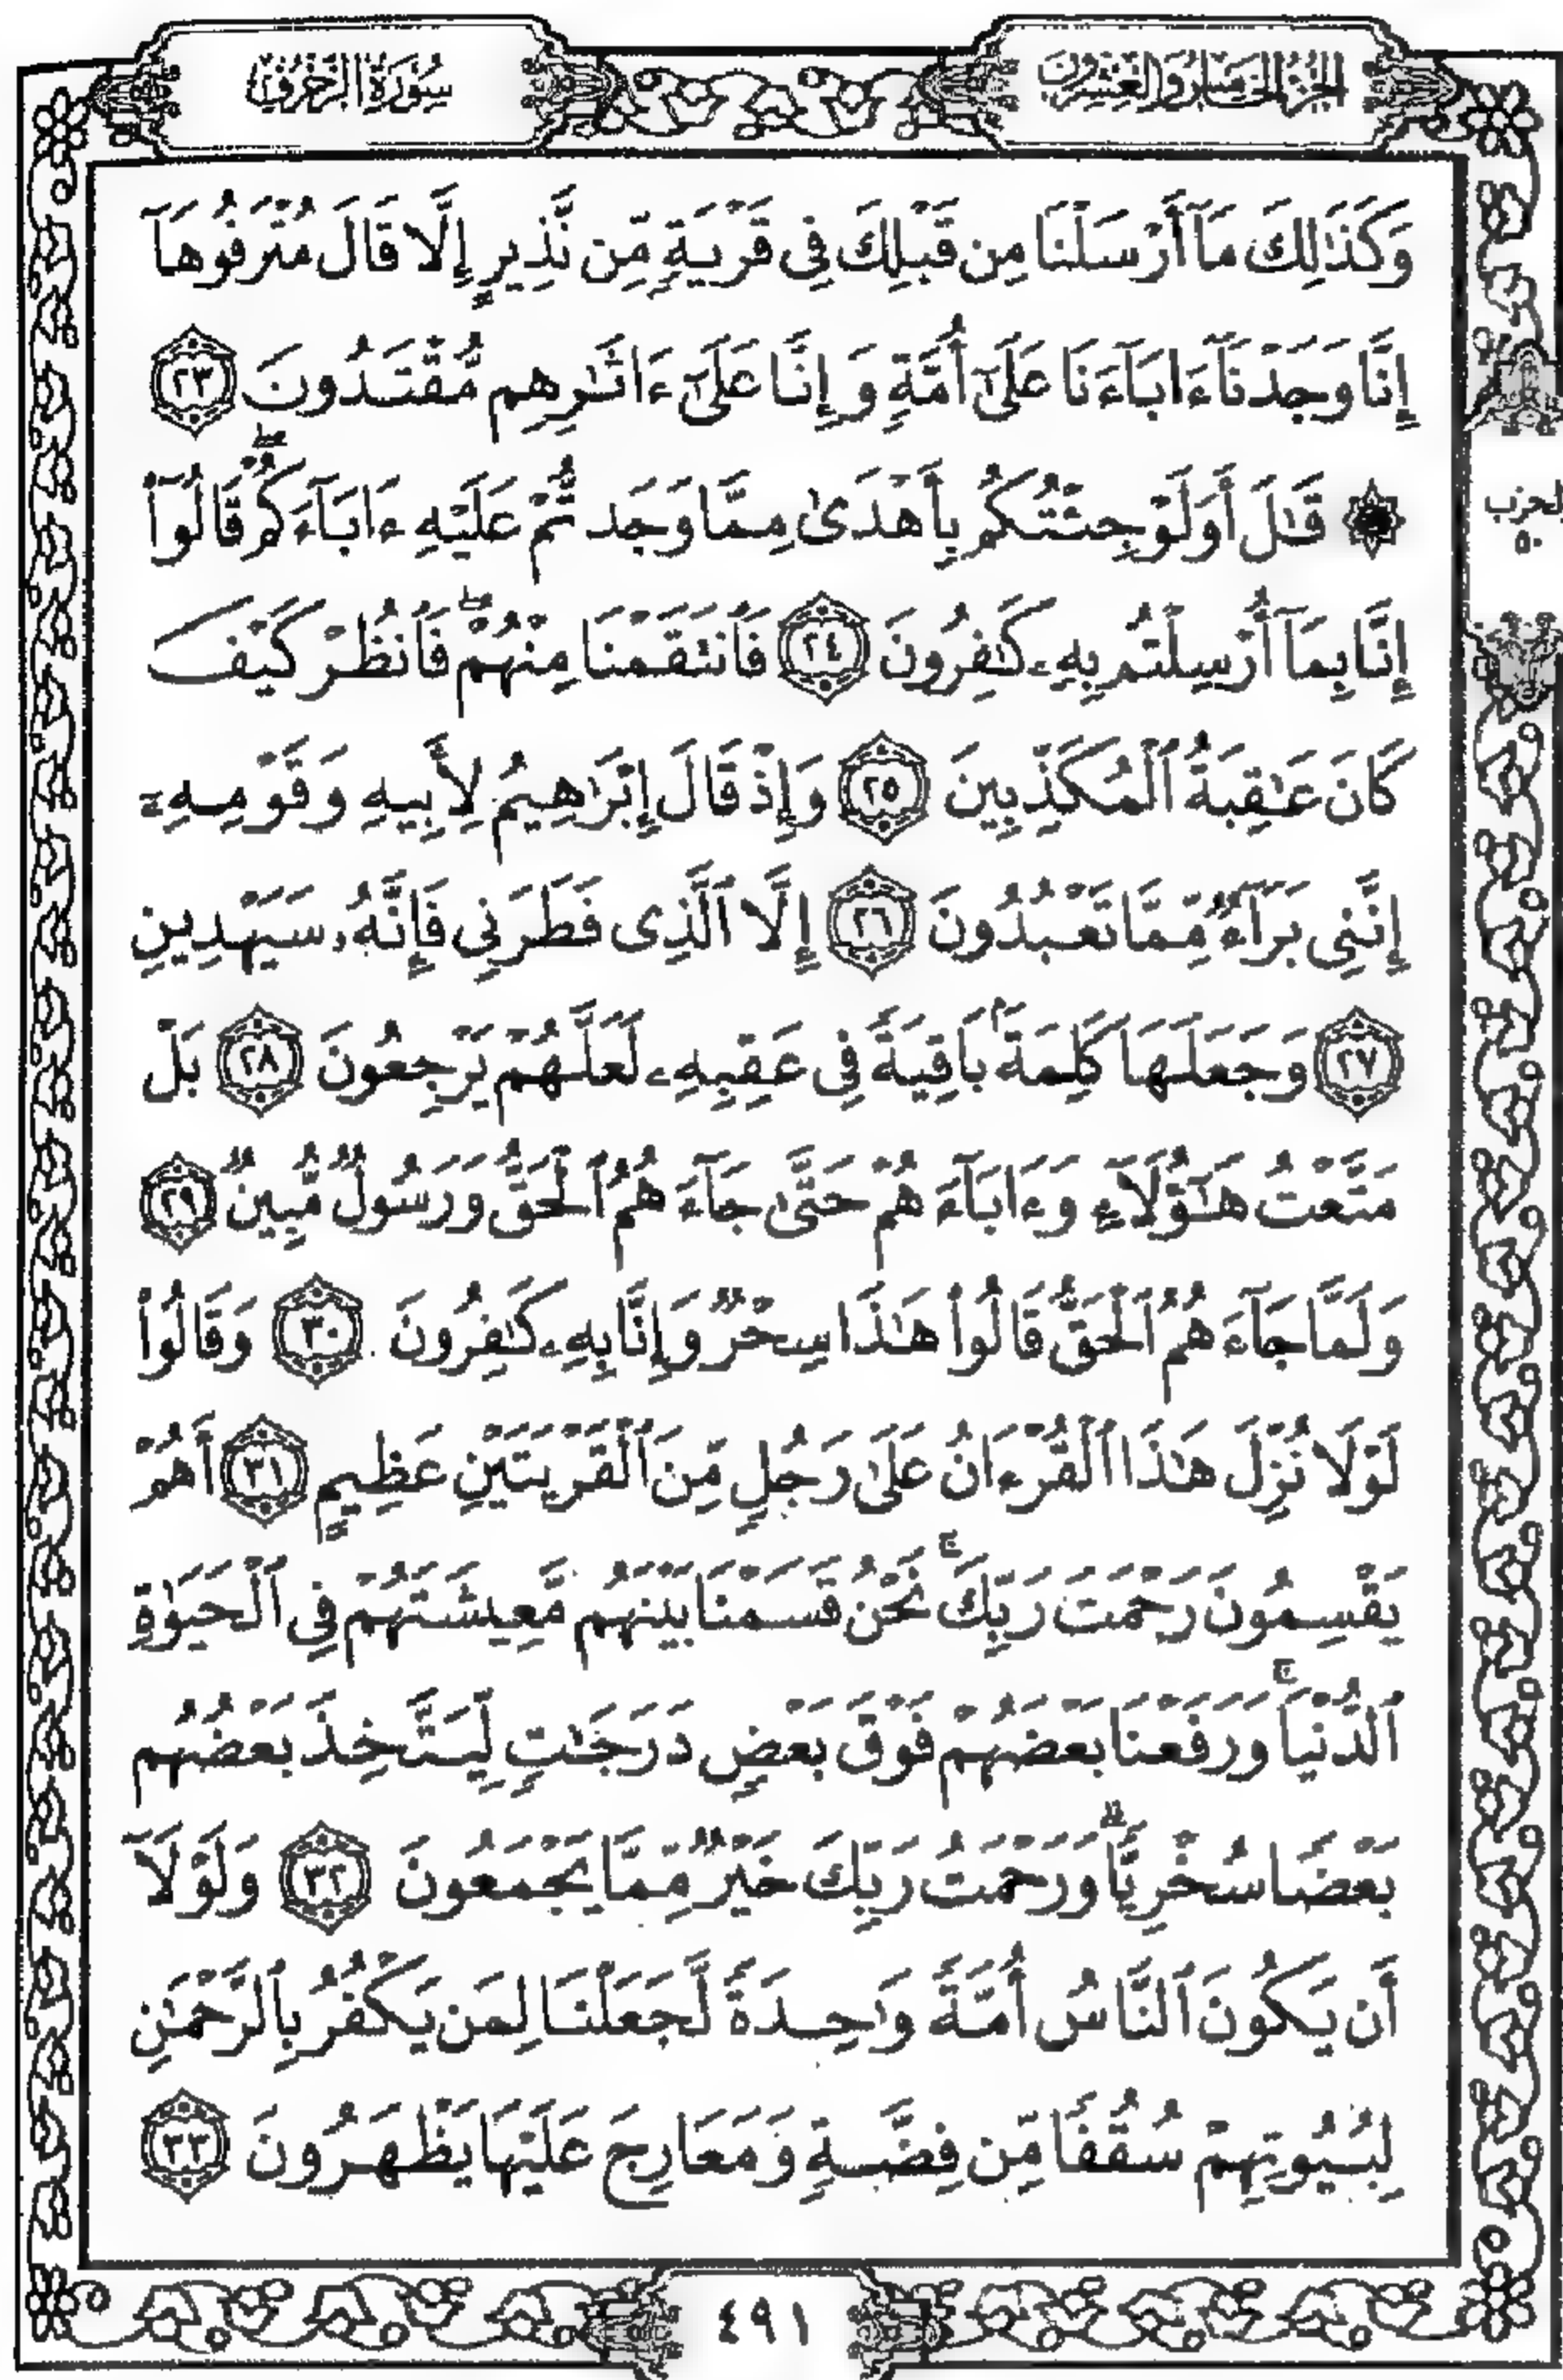 الجزء الخامس والعشرون
سورة الزخرف
وَكَذَٰلِكَ مَآ أَرْسَلْنَا مِن قَبْلِكَ فِى قَرْيَةٍ مِّن نَّذِيرٍ إِلَّا قَالَ مُتْرَفُوهَآ
إِنَّا وَجَدْنَآ ءَابَآءَنَا عَلَىٰٓ أُمَّةٍ وَإِنَّا عَلَىٰٓ ءَاثَٰرِهِم مُّقْتَدُونَ ٢٣
۞ قَٰلَ أَوَلَوْ جِئْتُكُم بِأَهْدَىٰ مِمَّا وَجَدتُّمْ عَلَيْهِ ءَابَآءَكُمْ ۖ قَالُوٓا۟
إِنَّا بِمَآ أُرْسِلْتُم بِهِۦ كَٰفِرُونَ ٢٤ فَٱنتَقَمْنَا مِنْهُمْ ۖ فَٱنظُرْ كَيْفَ
كَانَ عَٰقِبَةُ ٱلْمُكَذِّبِينَ ٢٥ وَإِذْ قَالَ إِبْرَٰهِيمُ لِأَبِيهِ وَقَوْمِهِۦٓ
إِنَّنِى بَرَآءٌ مِّمَّا تَعْبُدُونَ ٢٦ إِلَّا ٱلَّذِى فَطَرَنِى فَإِنَّهُۥ سَيَهْدِينِ
٢٧ وَجَعَلَهَا كَلِمَةًۢ بَاقِيَةً فِى عَقِبِهِۦ لَعَلَّهُمْ يَرْجِعُونَ ٢٨ بَلْ
مَتَّعْتُ هَٰٓؤُلَآءِ وَءَابَآءَهُمْ حَتَّىٰ جَآءَهُمُ ٱلْحَقُّ وَرَسُولٌ مُّبِينٌ ٢٩
وَلَمَّا جَآءَهُمُ ٱلْحَقُّ قَالُوا۟ هَٰذَا سِحْرٌ وَإِنَّا بِهِۦ كَٰفِرُونَ ٣٠ وَقَالُوا۟
لَوْلَا نُزِّلَ هَٰذَا ٱلْقُرْءَانُ عَلَىٰ رَجُلٍ مِّنَ ٱلْقَرْيَتَيْنِ عَظِيمٍ ٣١ أَهُمْ
يَقْسِمُونَ رَحْمَتَ رَبِّكَ ۚ نَحْنُ قَسَمْنَا بَيْنَهُم مَّعِيشَتَهُمْ فِى ٱلْحَيَوٰةِ
ٱلدُّنْيَا ۚ وَرَفَعْنَا بَعْضَهُمْ فَوْقَ بَعْضٍ دَرَجَٰتٍ لِّيَتَّخِذَ بَعْضُهُم
بَعْضًا سُخْرِيًّا ۗ وَرَحْمَتُ رَبِّكَ خَيْرٌ مِّمَّا يَجْمَعُونَ ٣٢ وَلَوْلَآ
أَن يَكُونَ ٱلنَّاسُ أُمَّةً وَٰحِدَةً لَّجَعَلْنَا لِمَن يَكْفُرُ بِٱلرَّحْمَٰنِ
لِبُيُوتِهِمْ سُقُفًا مِّن فِضَّةٍ وَمَعَارِجَ عَلَيْهَا يَظْهَرُونَ ٣٣
لحزب
٥٠
٤٩١